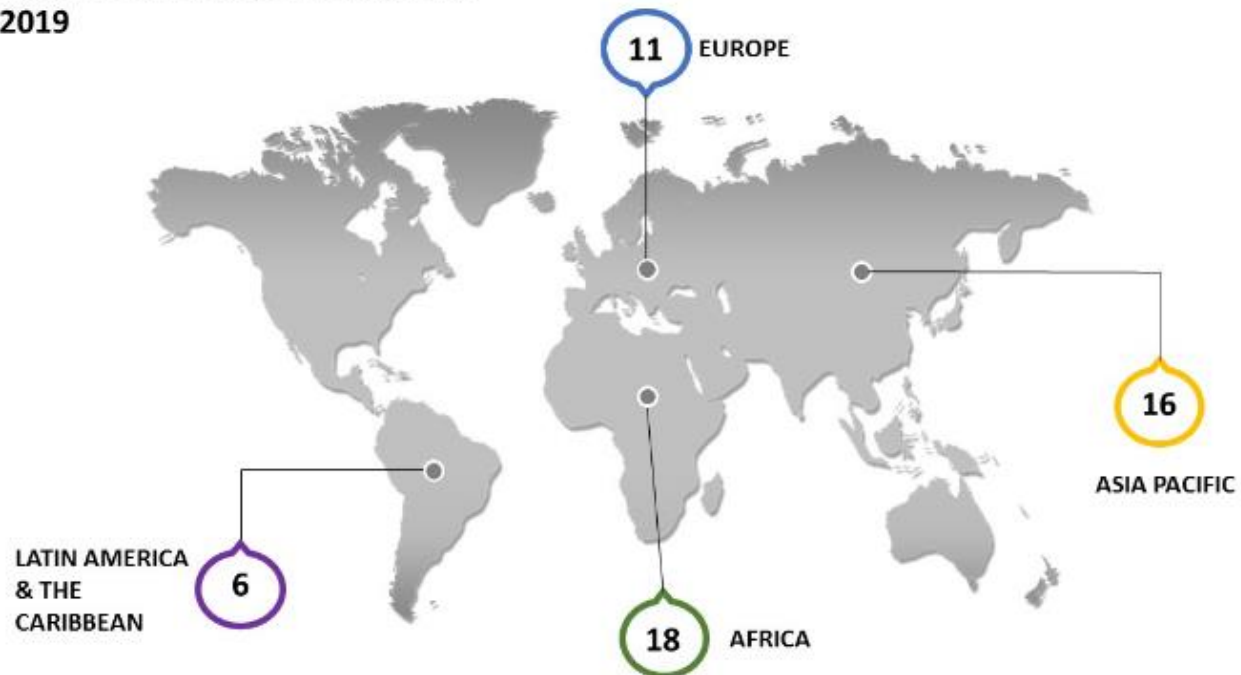 2019
11
EUROPE
16
ASIA PACIFIC
LATIN AMERICA
& THE
CARIBBEAN
6
18
AFRICA